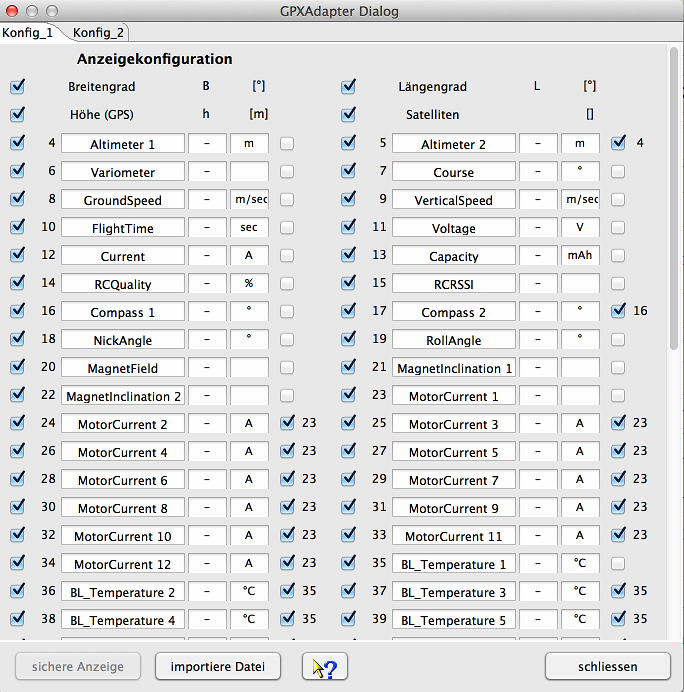 GPXAdapter Dialog
Konfig_1 Konfig_2
Anzeigekonfiguration
Breitengrad B [°] Längengrad L [°]
Höhe (GPS) h [m] Satelliten []
4 Altimeter 1 - m 5 Altimeter 2 - m 4
6 Variometer - 7 Course - °
8 GroundSpeed - m/sec 9 VerticalSpeed - m/sec
10 FlightTime - sec 11 Voltage - V
12 Current - A 13 Capacity - mAh
14 RCQuality - % 15 RCRSSI -
16 Compass 1 - ° 17 Compass 2 - ° 16
18 NickAngle - ° 19 RollAngle - °
20 MagnetField - 21 MagnetInclination 1 -
22 MagnetInclination 2 - 23 MotorCurrent 1 -
24 MotorCurrent 2 - A 23 25 MotorCurrent 3 - A 23
26 MotorCurrent 4 - A 23 27 MotorCurrent 5 - A 23
28 MotorCurrent 6 - A 23 29 MotorCurrent 7 - A 23
30 MotorCurrent 8 - A 23 31 MotorCurrent 9 - A 23
32 MotorCurrent 10 - A 23 33 MotorCurrent 11 - A 23
34 MotorCurrent 12 - A 23 35 BL_Temperature 1 - °C
36 BL_Temperature 2 - °C 35 37 BL_Temperature 3 - °C 35
38 BL_Temperature 4 - °C 35 39 BL_Temperature 5 - °C 35
sichere Anzeige importiere Datei ? schliessen